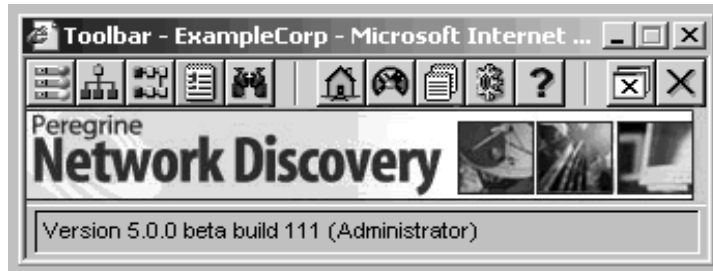 Toolbar - ExampleCorp - Microsoft Internet ...
?
Peregrine
Network Discovery
Version 5.0.0 beta build 111 (Administrator)